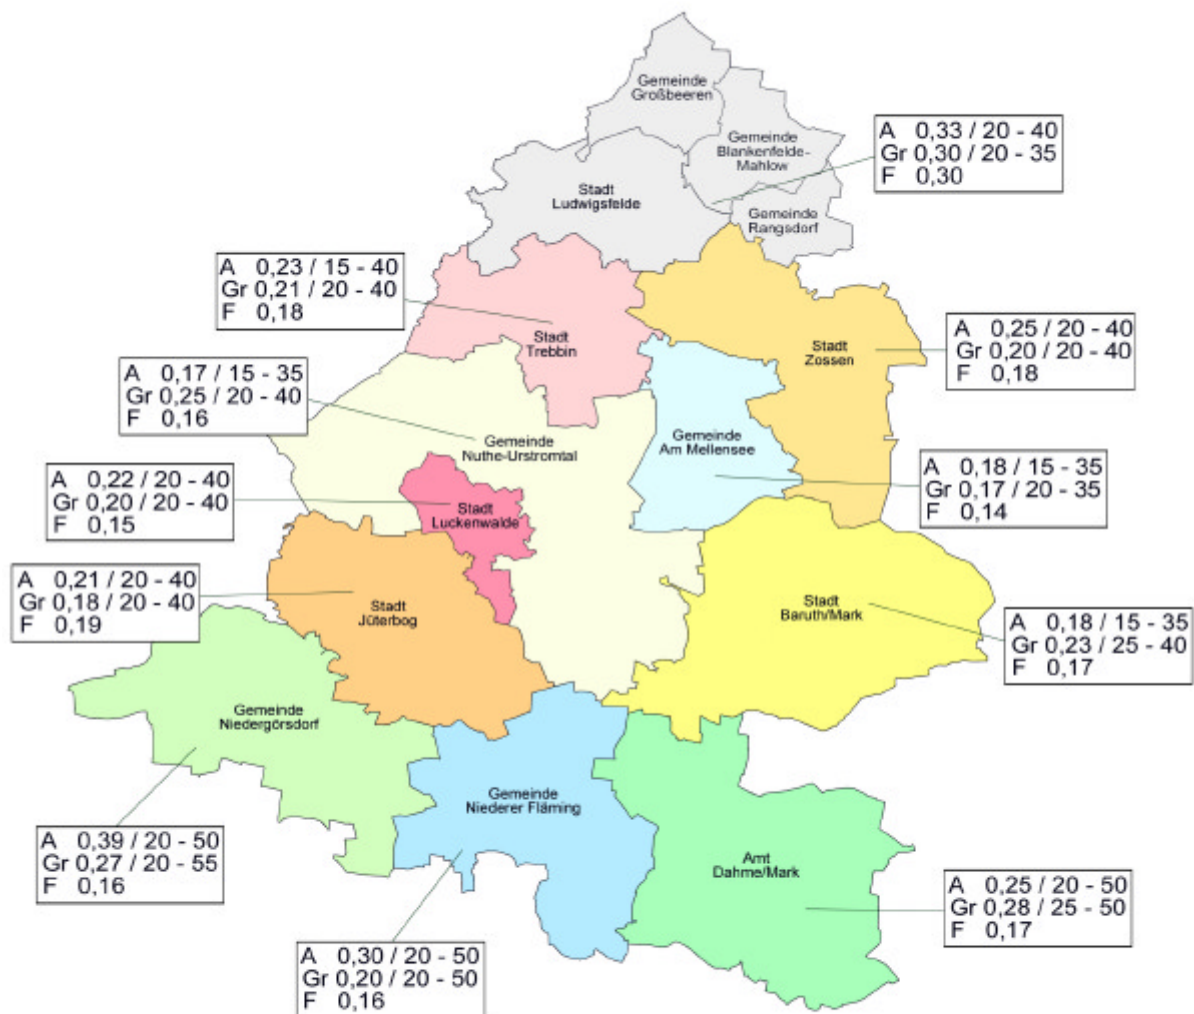 Gemeinde
Großbeeren
Gemeinde
Blankenfelde-
Mahlow
A 0,33 / 20 - 40
Gr 0,30 / 20 - 35
F 0,30
Stadt
Ludwigsfelde
Gemeinde
Rangsdorf
A 0,23 / 15 - 40
Gr 0,21 / 20 - 40
F 0,18
Stadt
Trebbin
Stadt
Zossen
A 0,25 / 20 - 40
Gr 0,20 / 20 - 40
F 0,18
A 0,17 / 15 - 35
Gr 0,25 / 20 - 40
F 0,16
Gemeinde
Nuthe-Urstromtal
Gemeinde
Am Mellensee
A 0,18 / 15 - 35
Gr 0,17 / 20 - 35
F 0,14
A 0,22 / 20 - 40
Gr 0,20 / 20 - 40
F 0,15
Stadt
Luckenwalde
A 0,21 / 20 - 40
Gr 0,18 / 20 - 40
F 0,19
Stadt
Jüterbog
Stadt
Baruth/Mark
A 0,18 / 15 - 35
Gr 0,23 / 25 - 40
F 0,17
Gemeinde
Niedergörsdorf
Gemeinde
Niederer Fläming
A 0,39 / 20 - 50
Gr 0,27 / 20 - 55
F 0,16
Amt
Dahme/Mark
A 0,25 / 20 - 50
Gr 0,28 / 25 - 50
F 0,17
A 0,30 / 20 - 50
Gr 0,20 / 20 - 50
F 0,16